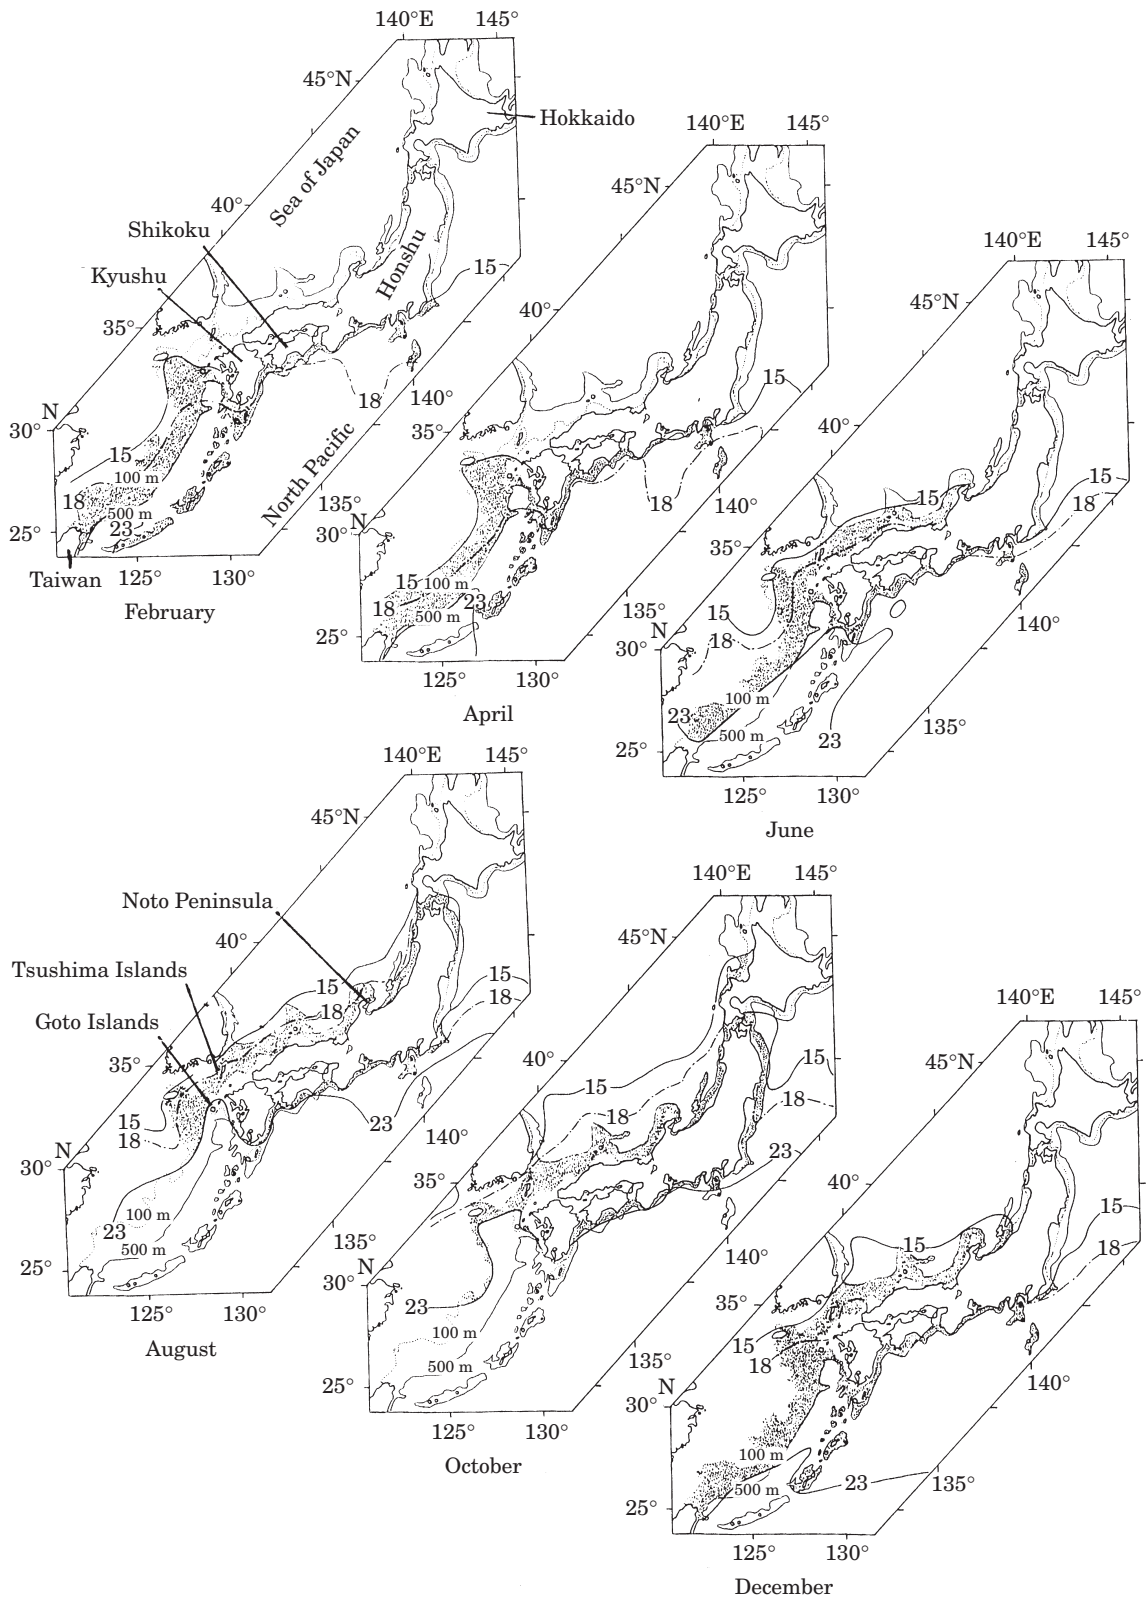 140°E 145°
45°N
Hokkaido
Sea of Japan
40°
Shikoku
Honshu
Kyushu
15
35°
18
140°
N
30°
15
100 m
North Pacific
18
500 m
135°
25°
23
Taiwan
125° 130°
February
140°E 145°
45°N
40°
15
35°
18
140°
N
30°
15 100 m
18
23
500 m
135°
25°
125° 130°
April
140°E 145°
45°N
40°
15
15
18
35°
15
18
140°
N
30°
100 m
23
500 m
23
135°
25°
125° 130°
June
140°E 145°
45°N
Noto Peninsula
40°
Tsushima Islands
15
15
18
18
Goto Islands
35°
15
18
23
140°
N
30°
100 m
23
500 m
135°
25°
125° 130°
August
140°E 145°
45°N
40°
15
15
18
18
23
35°
140°
N
30°
23
100 m
500 m
135°
25°
125° 130°
October
140°E 145°
45°N
40°
15
15
18
35°
15
18
140°
N
30°
100 m
500 m
23
135°
25°
125° 130°
December